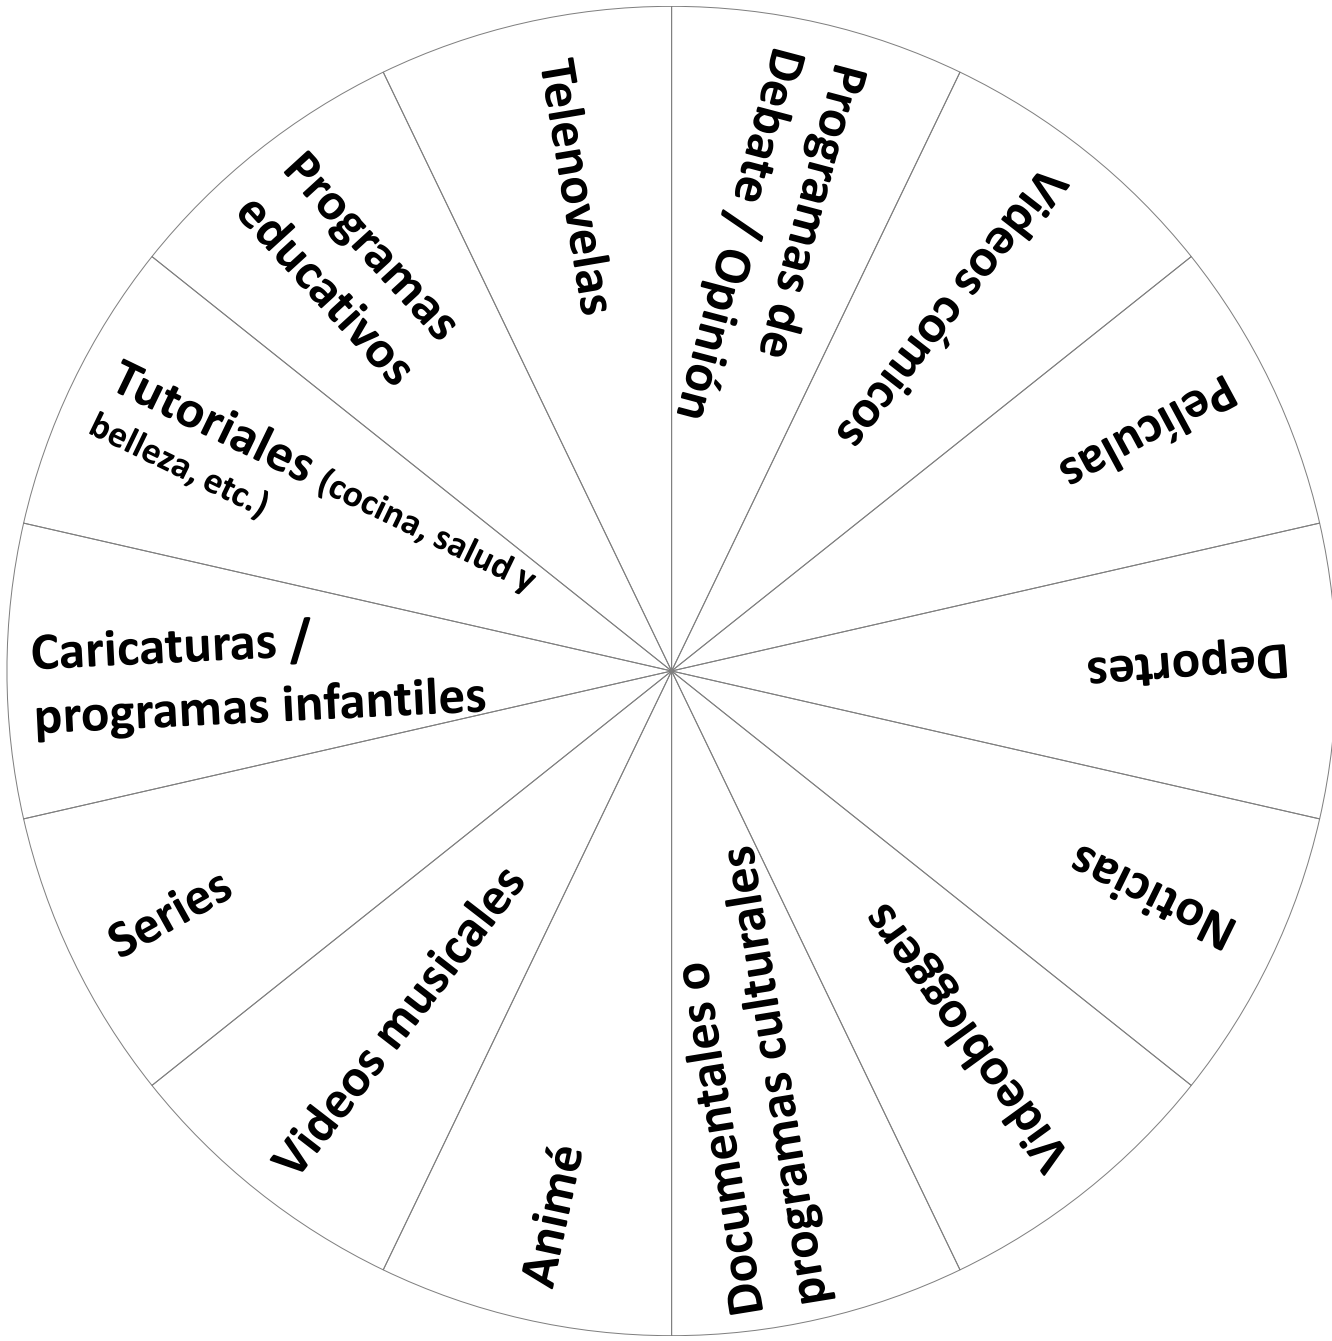 Programas de
Debate / Opinión
Videos cómicos
Películas
Deportes
Noticias
Videobloggers
Documentales o
programas culturales
Animé
Videos musicales
Series
Caricaturas /
programas infantiles
Tutoriales (cocina, salud y
belleza, etc.)
Programas
educativos
Telenovelas